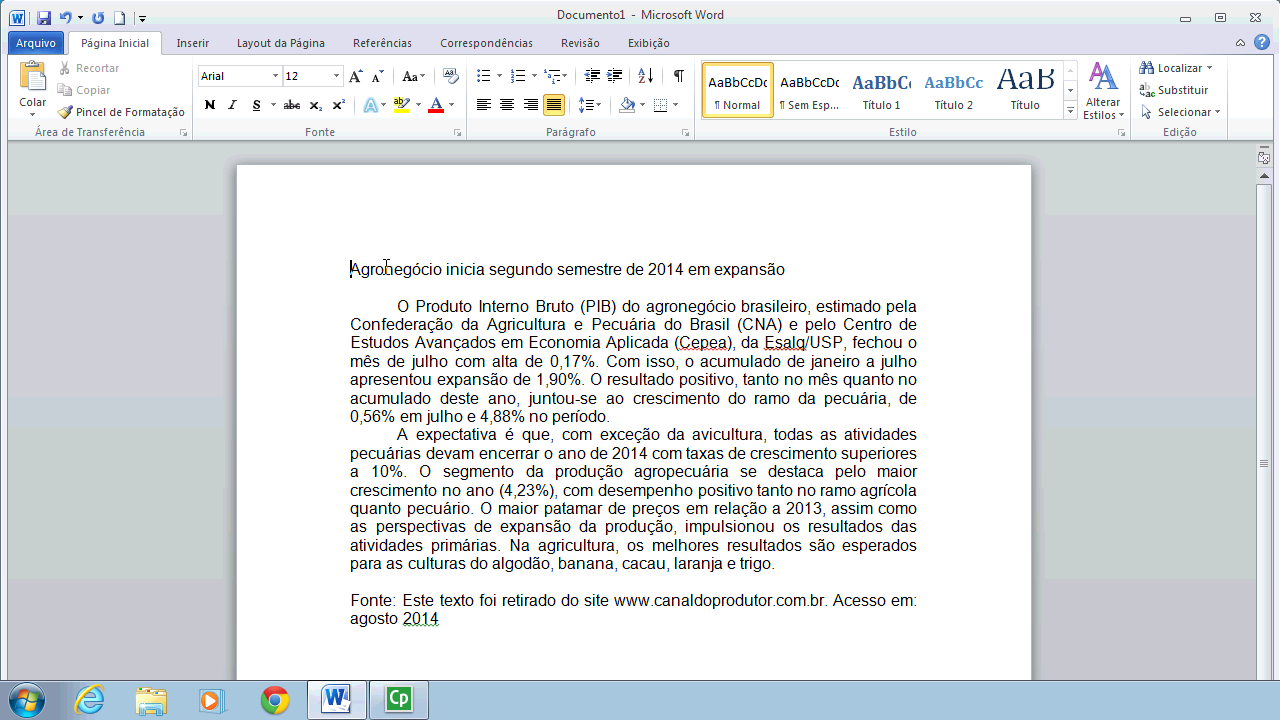 Documento1 - Microsoft Word
Arquivo Página Inicial Inserir Layout da Página Referências Correspondências Revisão Exibição
Colar
Recortar
Copiar
Pincel de Formatação
Área de Transferência
Arial 12
Fonte
Parágrafo
AaBbCcDc AaBbCcDc AaBbCc AaBbCc AaB
¶ Normal ¶ Sem Esp... Título 1 Título 2 Título
Alterar
Estilos
Estilo
Localizar
Substituir
Selecionar
Edição
Agronegócio inicia segundo semestre de 2014 em expansão
O Produto Interno Bruto (PIB) do agronegócio brasileiro, estimado pela
Confederação da Agricultura e Pecuária do Brasil (CNA) e pelo Centro de
Estudos Avançados em Economia Aplicada (Cepea), da Esalq/USP, fechou o
mês de julho com alta de 0,17%. Com isso, o acumulado de janeiro a julho
apresentou expansão de 1,90%. O resultado positivo, tanto no mês quanto no
acumulado deste ano, juntou-se ao crescimento do ramo da pecuária, de
0,56% em julho e 4,88% no período.
A expectativa é que, com exceção da avicultura, todas as atividades
pecuárias devam encerrar o ano de 2014 com taxas de crescimento superiores
a 10%. O segmento da produção agropecuária se destaca pelo maior
crescimento no ano (4,23%), com desempenho positivo tanto no ramo agrícola
quanto pecuário. O maior patamar de preços em relação a 2013, assim como
as perspectivas de expansão da produção, impulsionou os resultados das
atividades primárias. Na agricultura, os melhores resultados são esperados
para as culturas do algodão, banana, cacau, laranja e trigo.
Fonte: Este texto foi retirado do site www.canaldoprodutor.com.br. Acesso em:
agosto 2014